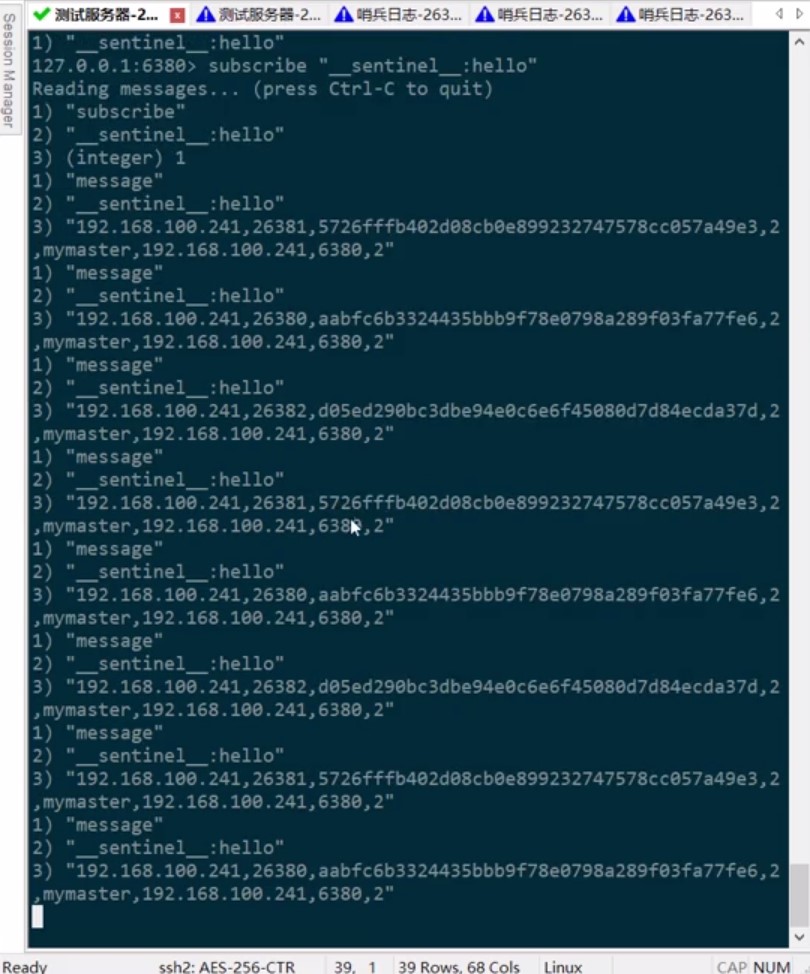 测试服务器-2...
测试服务器-2...
哨兵日志-263...
哨兵日志-263...
哨兵日志-263...
Session Manager
1) "__sentinel__:hello"
127.0.0.1:6380> subscribe "__sentinel__:hello"
Reading messages... (press Ctrl-C to quit)
1) "subscribe"
2) "__sentinel__:hello"
3) (integer) 1
1) "message"
2) "__sentinel__:hello"
3) "192.168.100.241,26381,5726fffb402d08cb0e899232747578cc057a49e3,2
,mymaster,192.168.100.241,6380,2"
1) "message"
2) "__sentinel__:hello"
3) "192.168.100.241,26380,aabfc6b3324435bbb9f78e0798a289f03fa77fe6,2
,mymaster,192.168.100.241,6380,2"
1) "message"
2) "__sentinel__:hello"
3) "192.168.100.241,26382,d05ed290bc3dbe94e0c6e6f45080d7d84ecda37d,2
,mymaster,192.168.100.241,6380,2"
1) "message"
2) "__sentinel__:hello"
3) "192.168.100.241,26381,5726fffb402d08cb0e899232747578cc057a49e3,2
,mymaster,192.168.100.241,6380,2"
1) "message"
2) "__sentinel__:hello"
3) "192.168.100.241,26380,aabfc6b3324435bbb9f78e0798a289f03fa77fe6,2
,mymaster,192.168.100.241,6380,2"
1) "message"
2) "__sentinel__:hello"
3) "192.168.100.241,26382,d05ed290bc3dbe94e0c6e6f45080d7d84ecda37d,2
,mymaster,192.168.100.241,6380,2"
1) "message"
2) "__sentinel__:hello"
3) "192.168.100.241,26381,5726fffb402d08cb0e899232747578cc057a49e3,2
,mymaster,192.168.100.241,6380,2"
1) "message"
2) "__sentinel__:hello"
3) "192.168.100.241,26380,aabfc6b3324435bbb9f78e0798a289f03fa77fe6,2
,mymaster,192.168.100.241,6380,2"
Ready ssh2: AES-256-CTR 39, 1 39 Rows, 68 Cols Linux CAP NUM